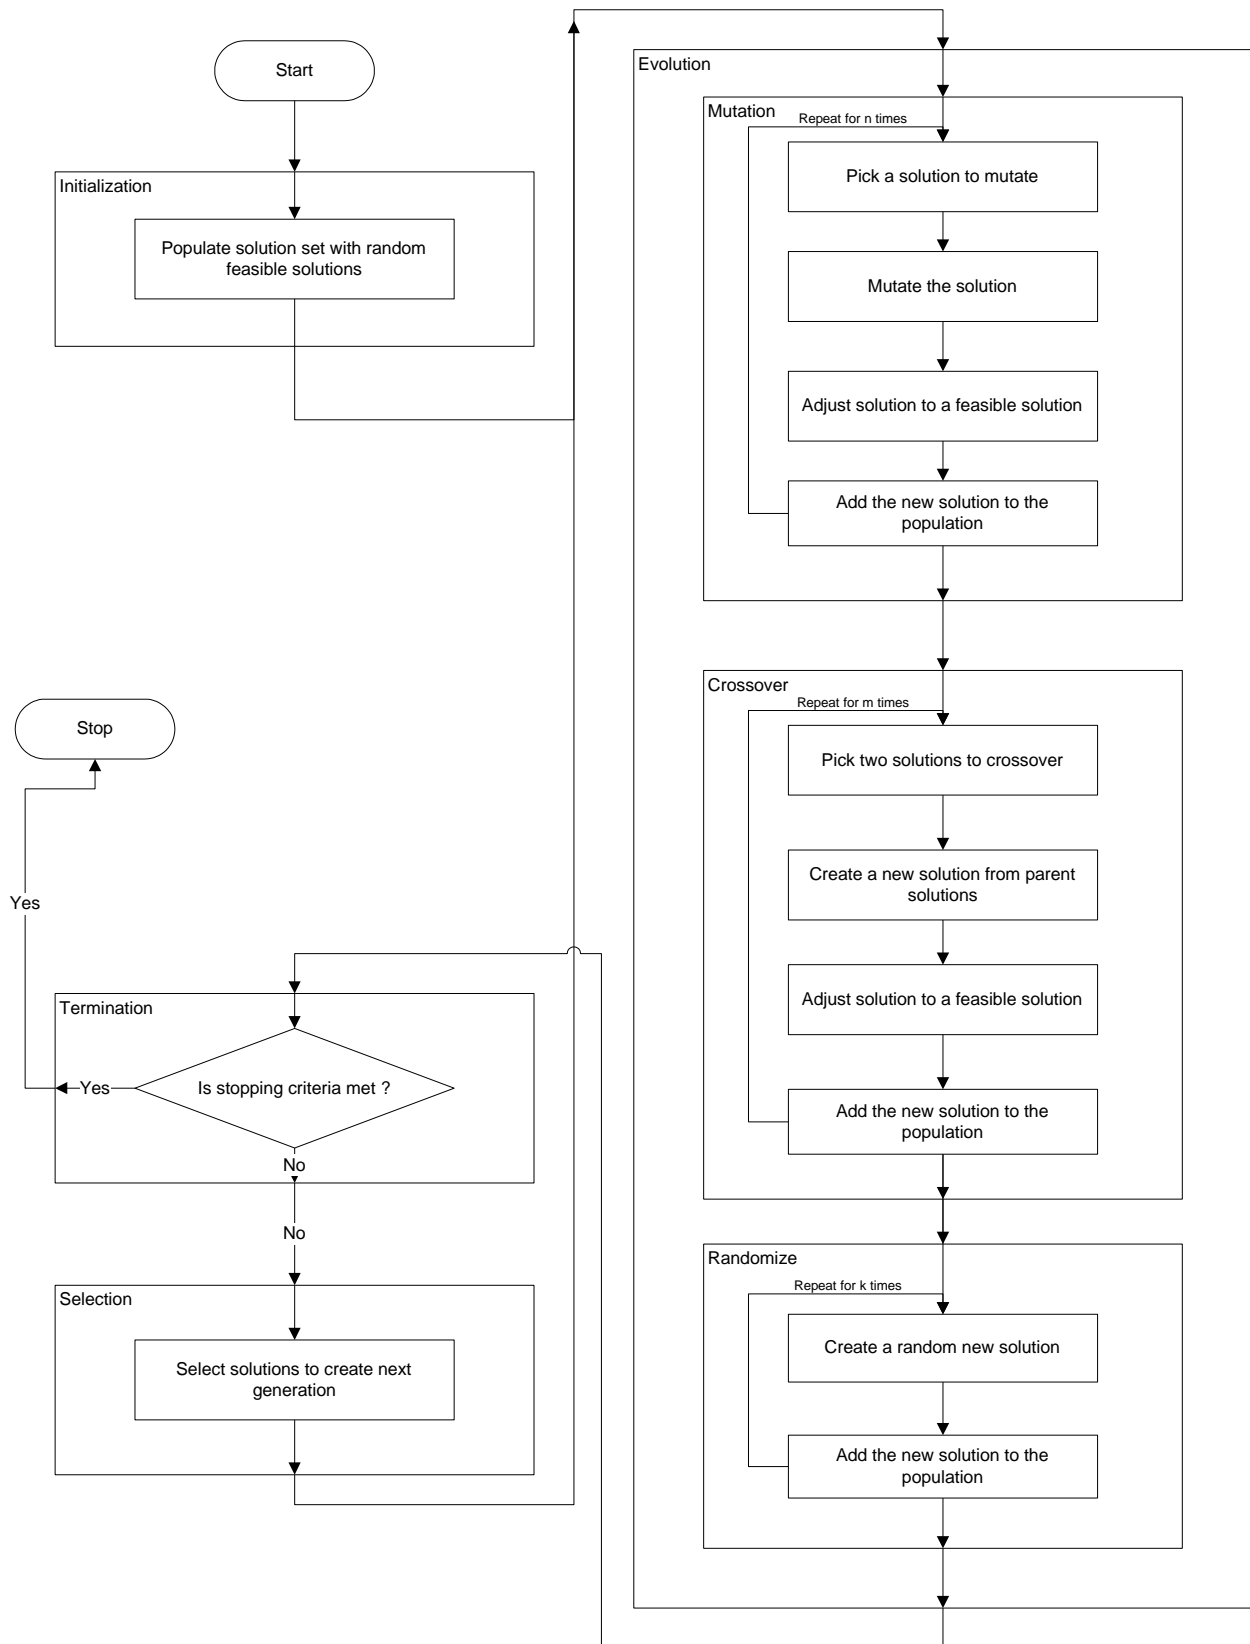 Start
Initialization
Populate solution set with random
feasible solutions
Evolution
Mutation
Repeat for n times
Pick a solution to mutate
Mutate the solution
Adjust solution to a feasible solution
Add the new solution to the
population
Crossover
Repeat for m times
Pick two solutions to crossover
Create a new solution from parent
solutions
Adjust solution to a feasible solution
Add the new solution to the
population
Randomize
Repeat for k times
Create a random new solution
Add the new solution to the
population
Stop
Yes
Termination
Is stopping criteria met ?
Yes
No
No
Selection
Select solutions to create next
generation